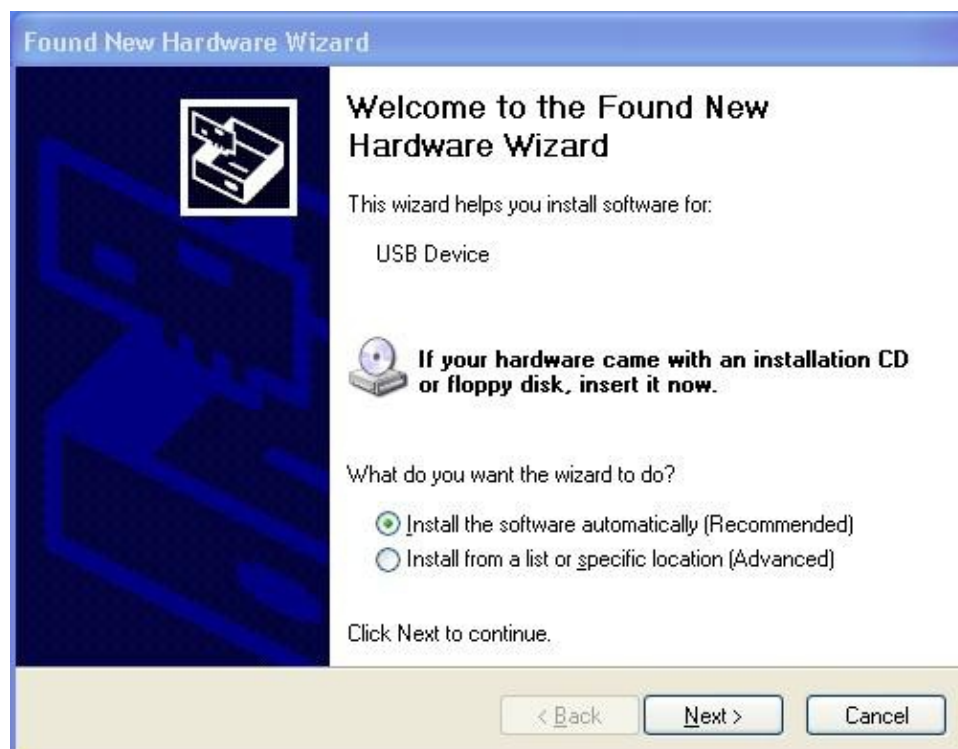 Found New Hardware Wizard
Welcome to the Found New
Hardware Wizard
This wizard helps you install software for:
USB Device
If your hardware came with an installation CD
or floppy disk, insert it now.
What do you want the wizard to do?
Install the software automatically (Recommended)
Install from a list or specific location (Advanced)
Click Next to continue.
< Back
Next >
Cancel